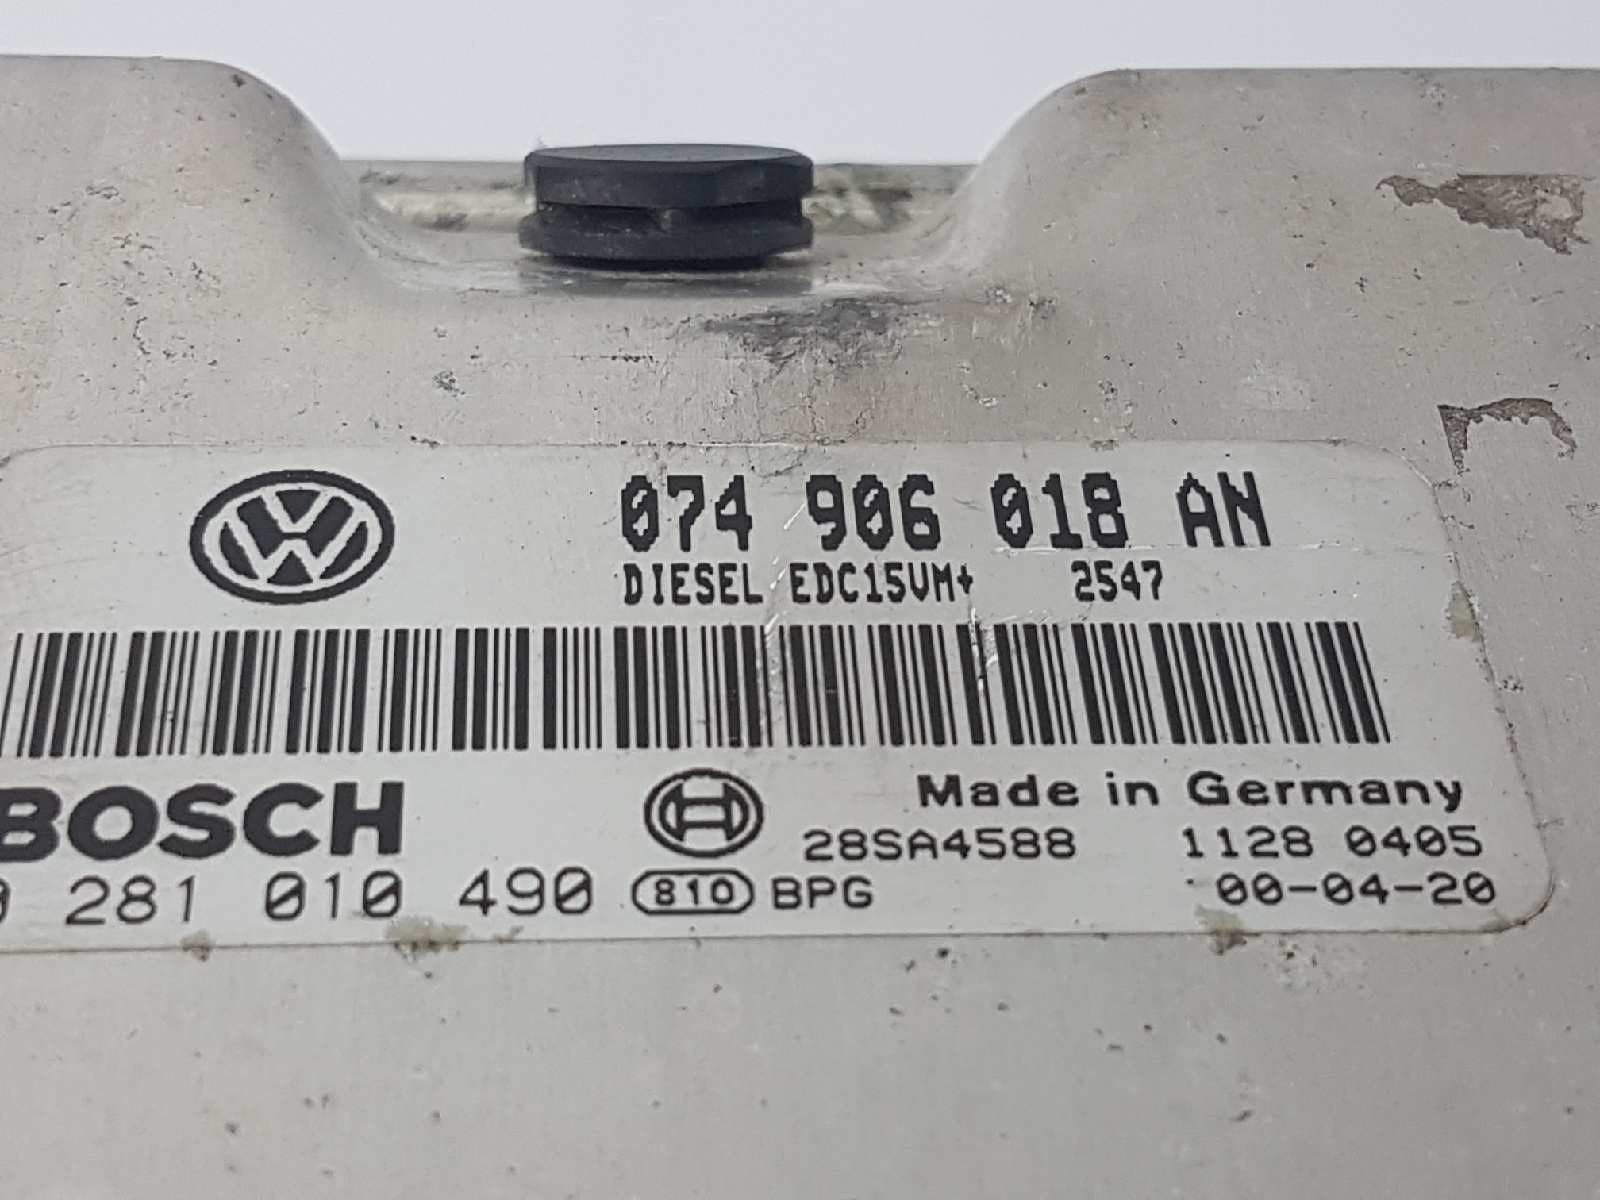 074 906 018 AN
DIESEL EDC15VM+ 2547
BOSCH
Made in Germany
28SA4588 1128 0405
0 281 010 490 810 BPG 00-04-20